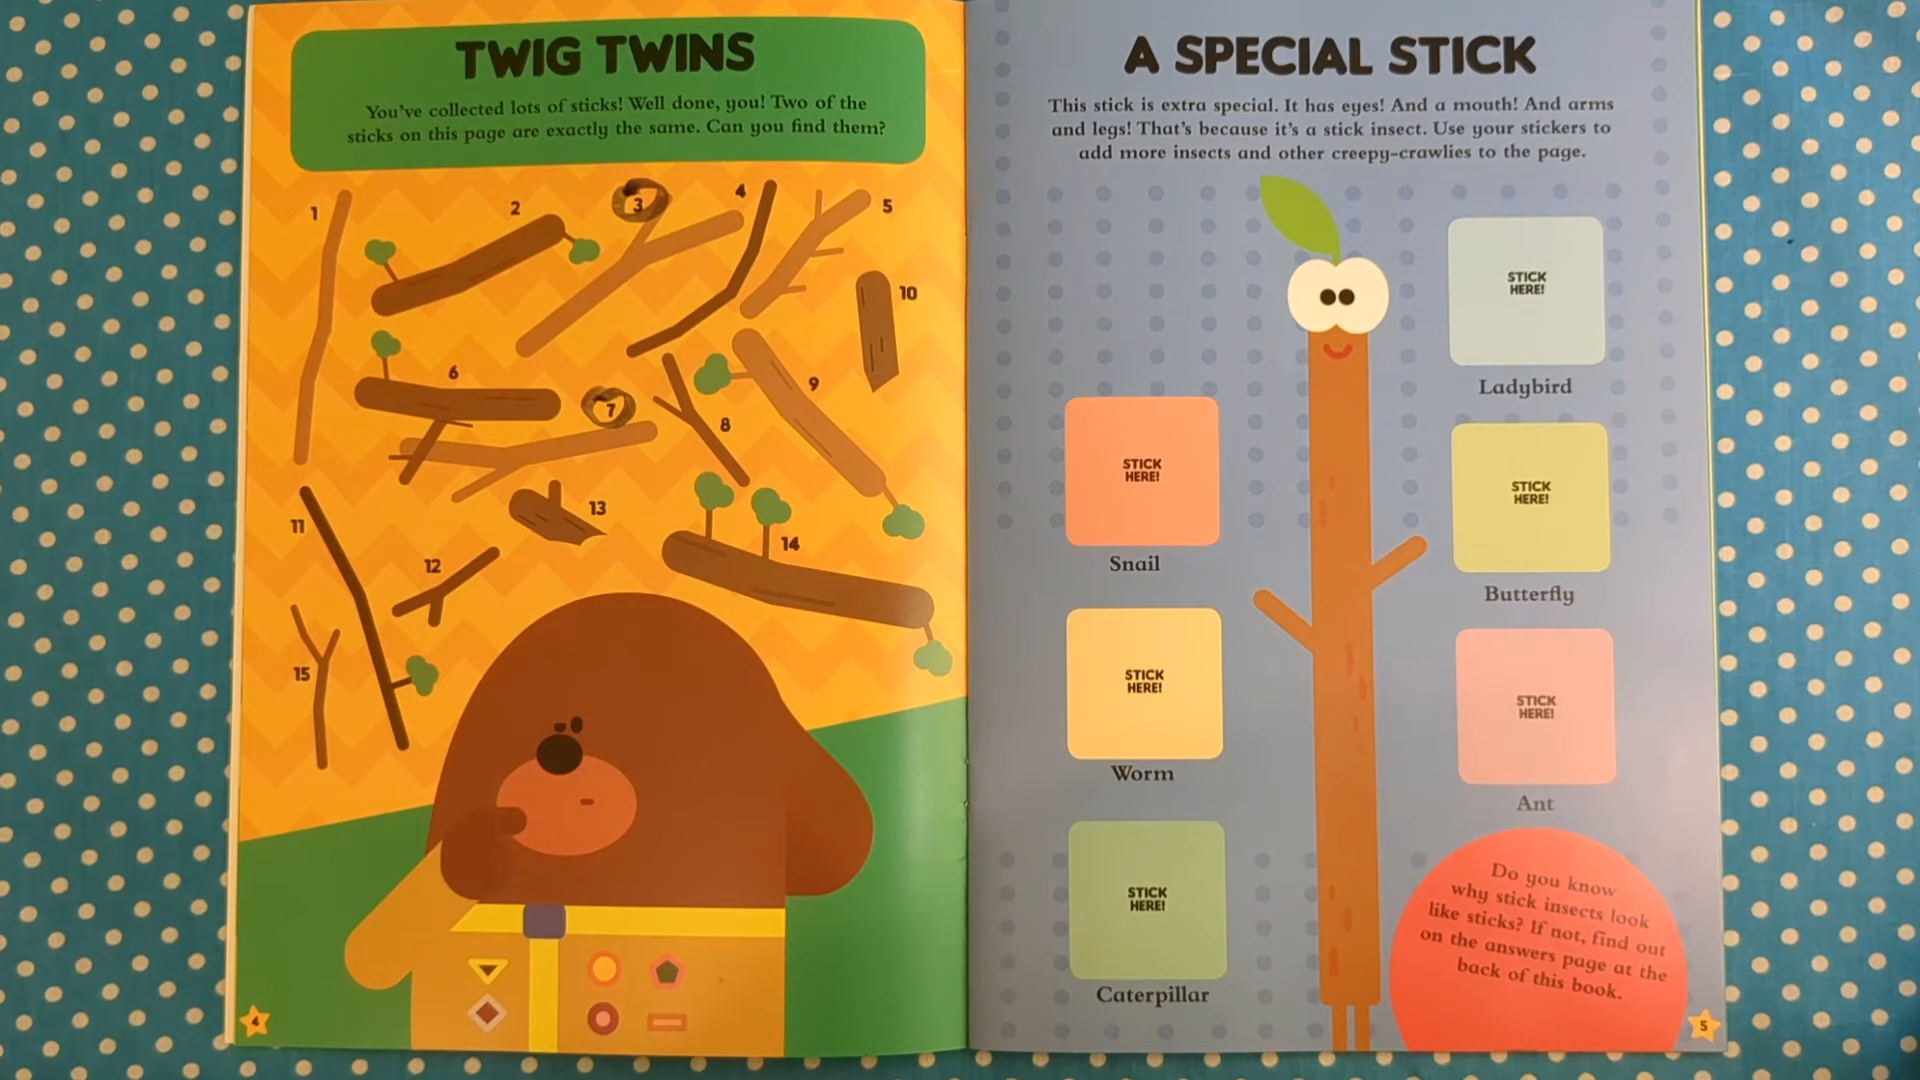 TWIG TWINS
You've collected lots of sticks! Well done, you! Two of the
sticks on this page are exactly the same. Can you find them?
1
2
3
4
5
10
6
7
8
9
11
12
13
14
15
4
A SPECIAL STICK
This stick is extra special. It has eyes! And a mouth! And arms
and legs! That's because it's a stick insect. Use your stickers to
add more insects and other creepy-crawlies to the page.
STICK
HERE!
Ladybird
STICK
HERE!
Snail
STICK
HERE!
Butterfly
STICK
HERE!
Worm
STICK
HERE!
Ant
STICK
HERE!
Caterpillar
Do you know
why stick insects look
like sticks? If not, find out
on the answers page at the
back of this book.
5